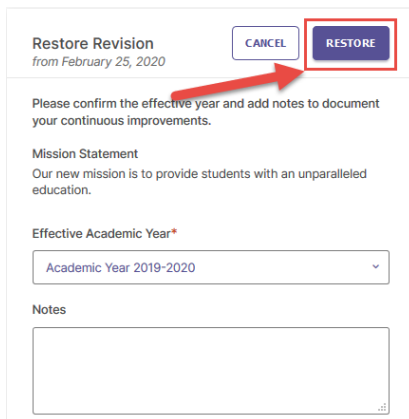 Restore Revision
from February 25, 2020
CANCEL
RESTORE
Please confirm the effective year and add notes to document
your continuous improvements.
Mission Statement
Our new mission is to provide students with an unparalleled
education.
Effective Academic Year*
Academic Year 2019-2020
Notes